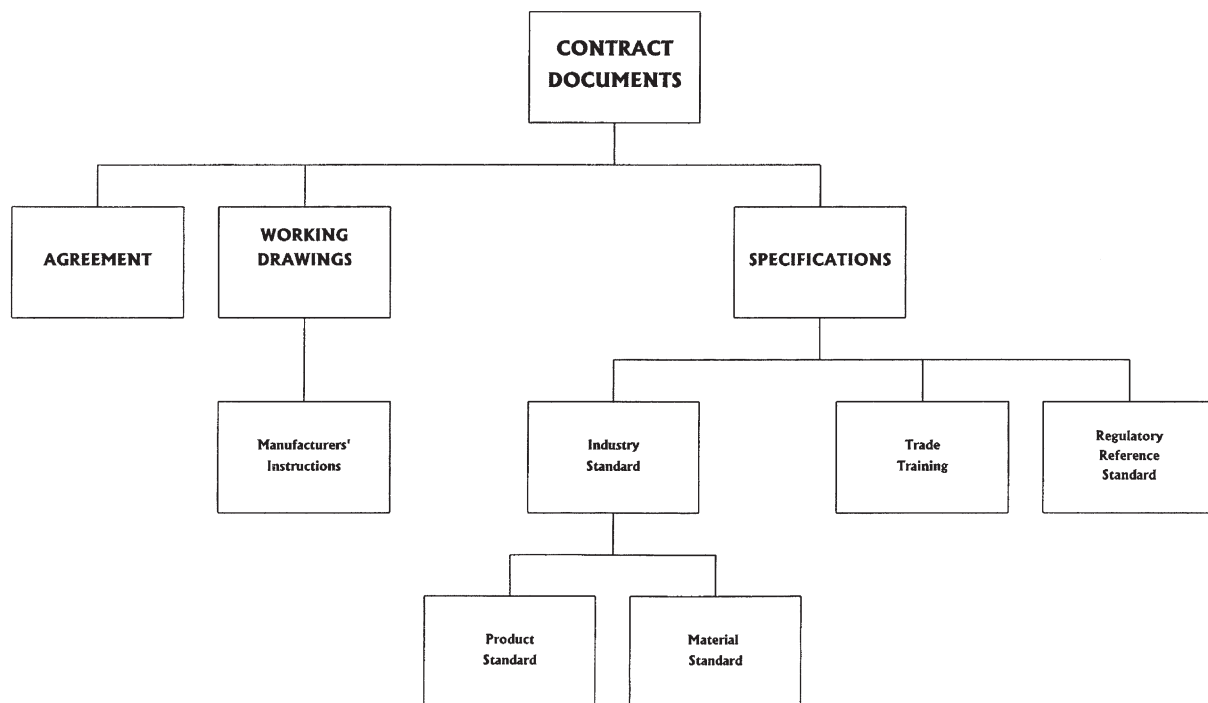 CONTRACT
DOCUMENTS
AGREEMENT
WORKING
DRAWINGS
SPECIFICATIONS
Manufacturers'
Instructions
Industry
Standard
Trade
Training
Regulatory
Reference
Standard
Product
Standard
Material
Standard